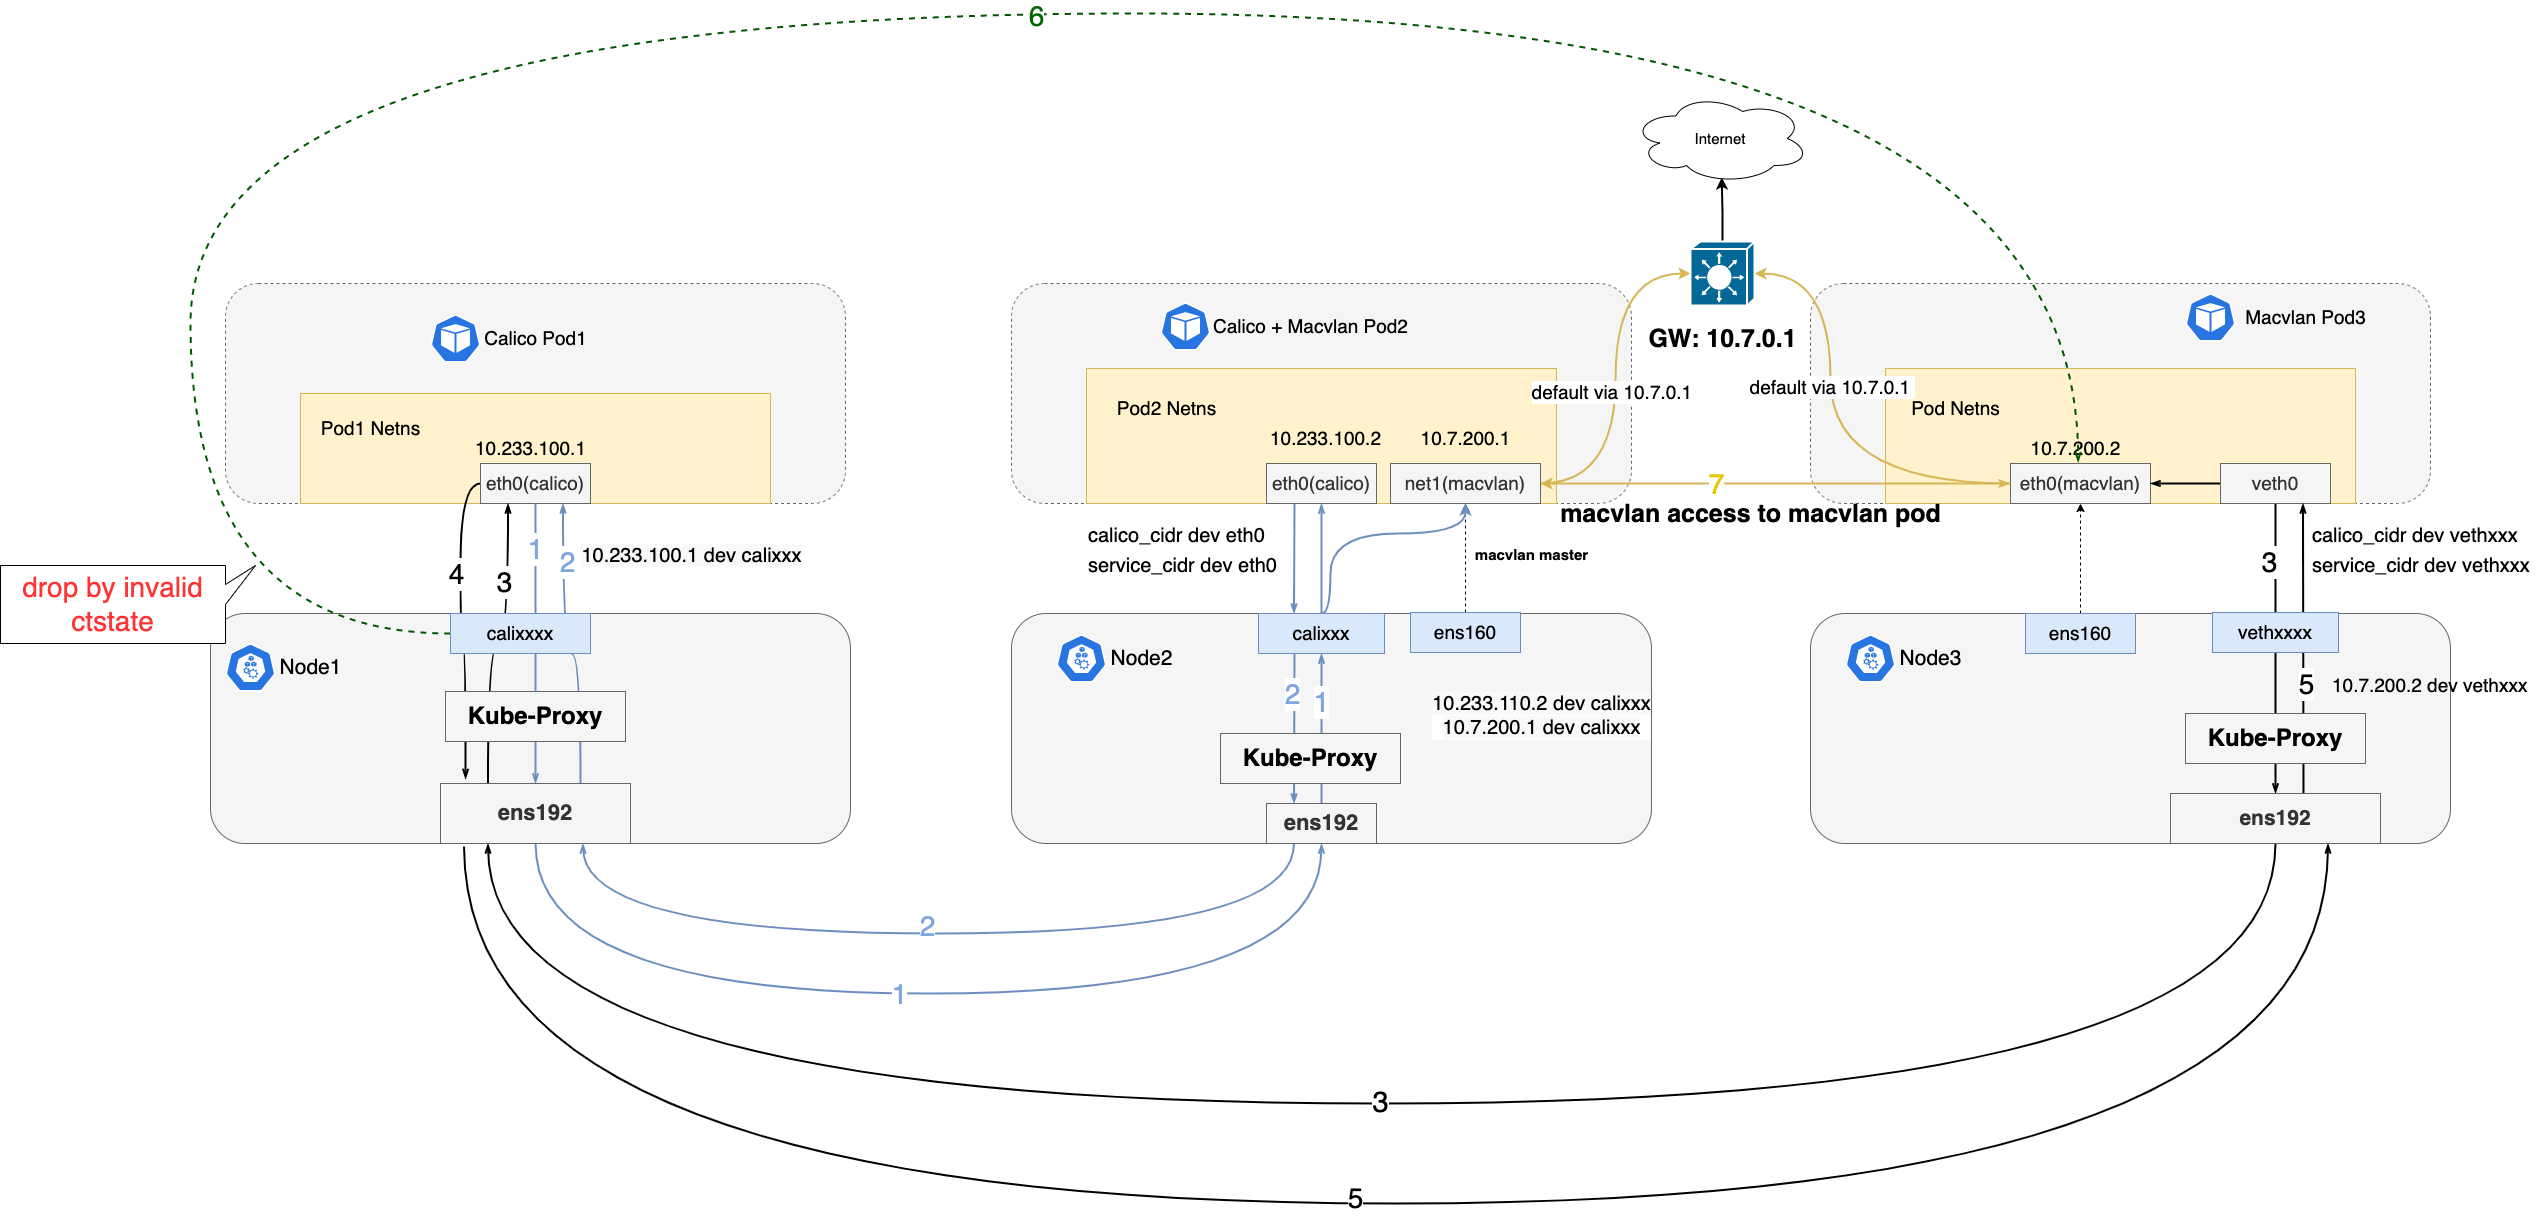 6
Internet
GW: 10.7.0.1
Calico Pod1
Pod1 Netns
10.233.100.1
eth0(calico)
4
3
1
2
10.233.100.1 dev calixxx
drop by invalid
ctstate
calixxxx
Node1
Kube-Proxy
ens192
Calico + Macvlan Pod2
Pod2 Netns
10.233.100.2
10.7.200.1
eth0(calico)
net1(macvlan)
default via 10.7.0.1
default via 10.7.0.1
7
macvlan access to macvlan pod
calico_cidr dev eth0
service_cidr dev eth0
macvlan master
calixxx
ens160
Node2
2
1
10.233.110.2 dev calixxx
10.7.200.1 dev calixxx
Kube-Proxy
ens192
Macvlan Pod3
Pod Netns
10.7.200.2
eth0(macvlan)
veth0
3
calico_cidr dev vethxxx
service_cidr dev vethxxx
ens160
vethxxxx
Node3
5
10.7.200.2 dev vethxxx
Kube-Proxy
ens192
2
1
3
5